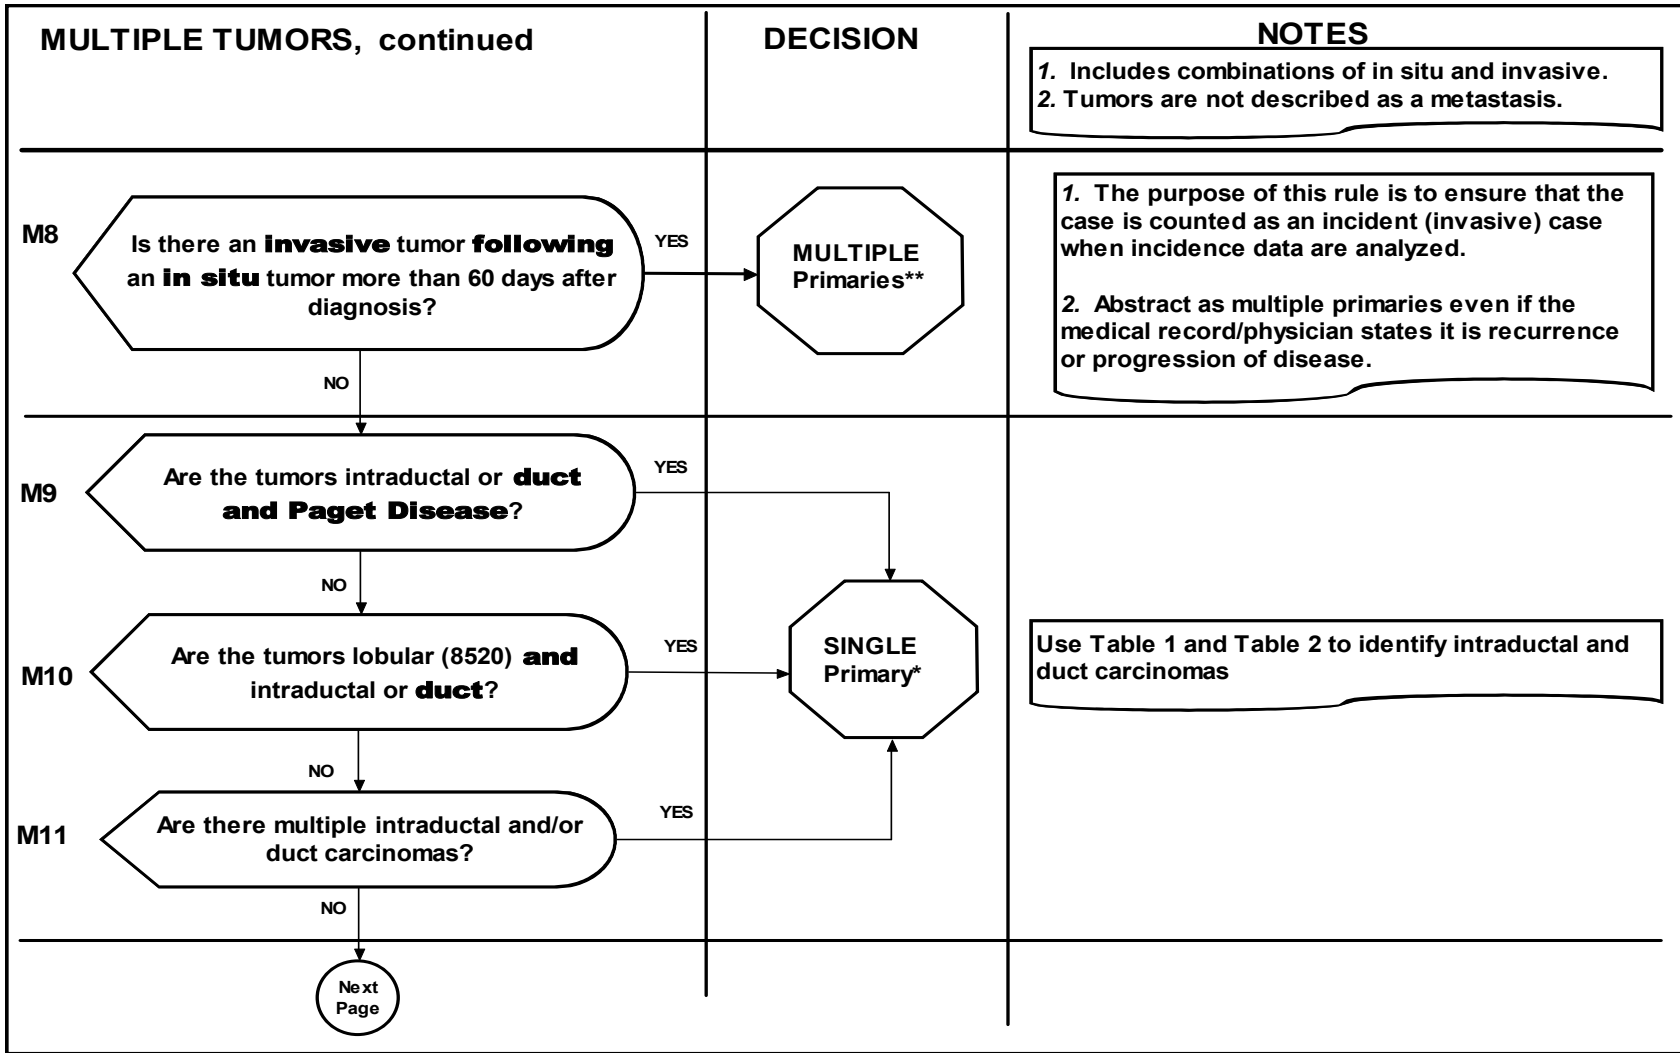 MULTIPLE TUMORS, continued
DECISION
NOTES
1. Includes combinations of in situ and invasive.
2. Tumors are not described as a metastasis.
M8
Is there an invasive tumor following
an in situ tumor more than 60 days after
diagnosis?
YES
MULTIPLE
Primaries**
1. The purpose of this rule is to ensure that the
case is counted as an incident (invasive) case
when incidence data are analyzed.
2. Abstract as multiple primaries even if the
medical record/physician states it is recurrence
or progression of disease.
NO
M9
Are the tumors intraductal or duct
and Paget Disease?
YES
NO
M10
Are the tumors lobular (8520) and
intraductal or duct?
YES
SINGLE
Primary*
Use Table 1 and Table 2 to identify intraductal and
duct carcinomas
NO
M11
Are there multiple intraductal and/or
duct carcinomas?
YES
NO
Next
Page